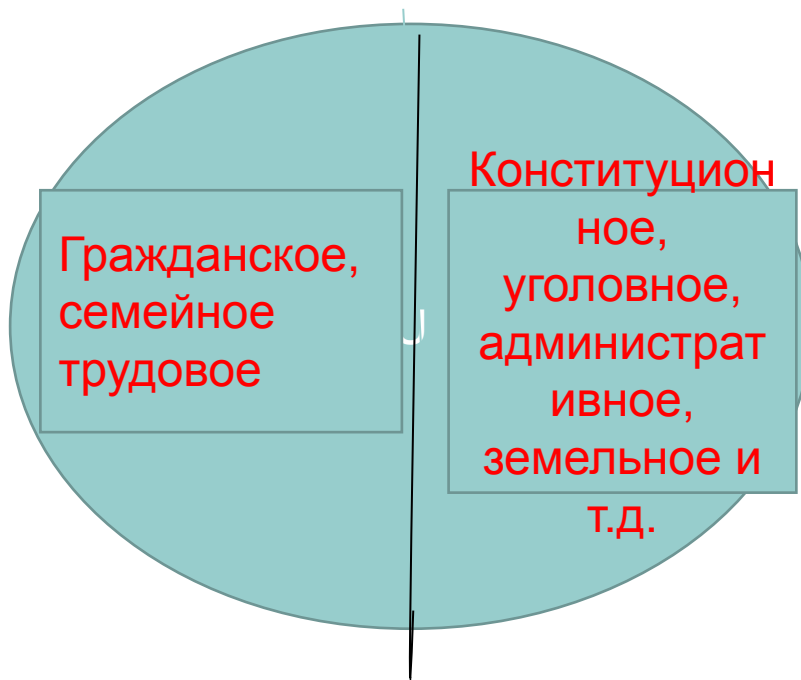 Гражданское,
семейное
трудовое
Конституцион
ное,
уголовное,
администрат
ивное,
земельное и
т.д.